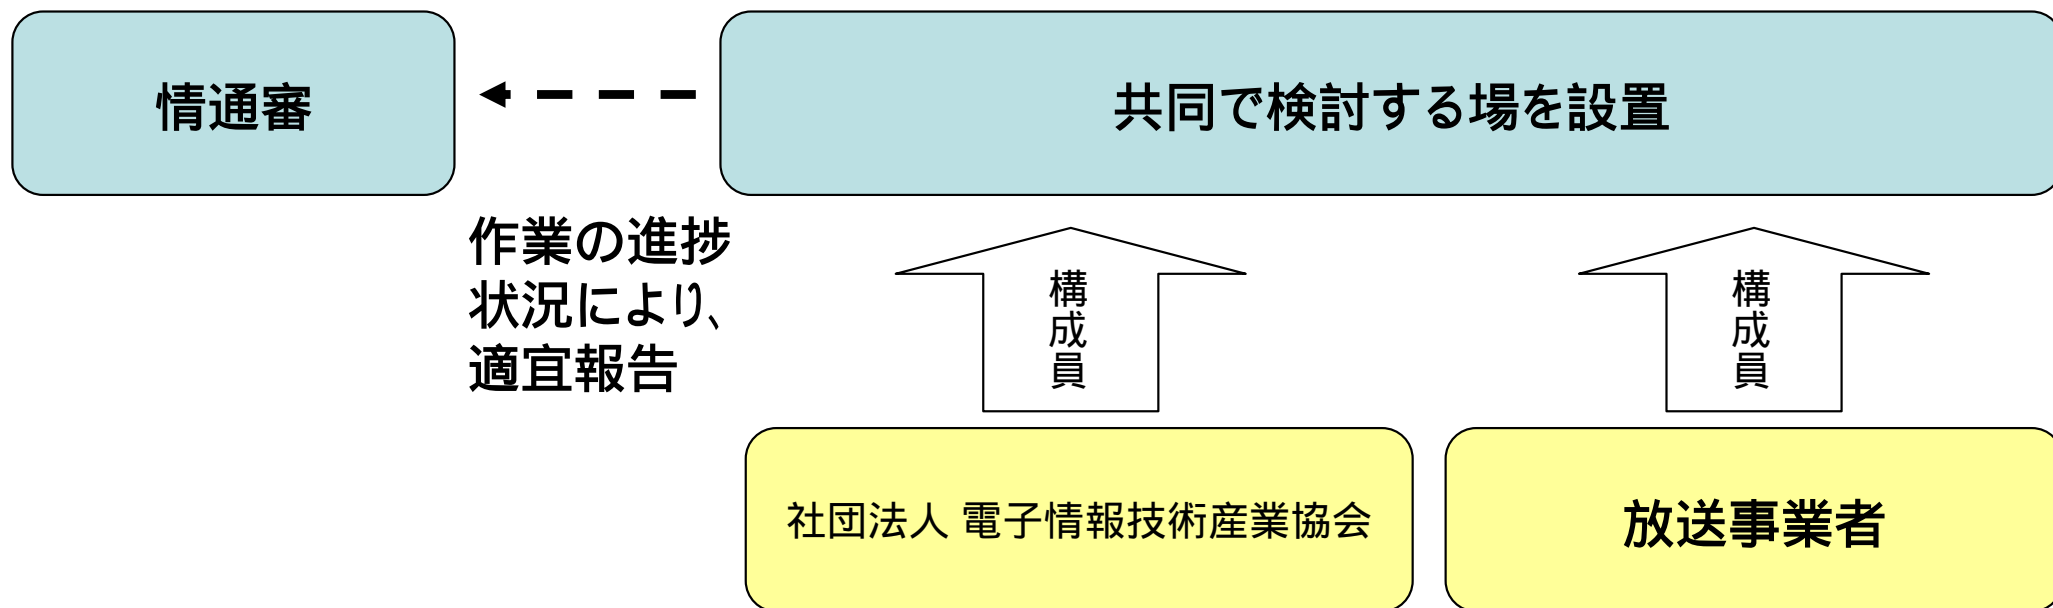 情通審
共同で検討する場を設置
作業の進捗
状況により、
適宜報告
構成員
構成員
社団法人 電子情報技術産業協会
放送事業者